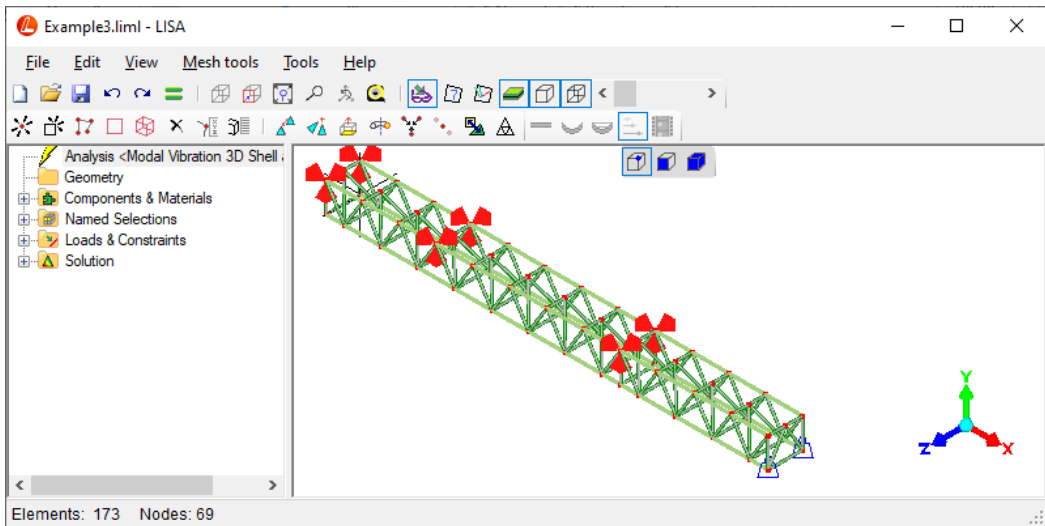 Example3.liml - LISA
File Edit View Mesh tools Tools Help
Analysis <Modal Vibration 3D Shell
Geometry
Components & Materials
Named Selections
Loads & Constraints
Solution
Y
Z
X
Elements: 173 Nodes: 69